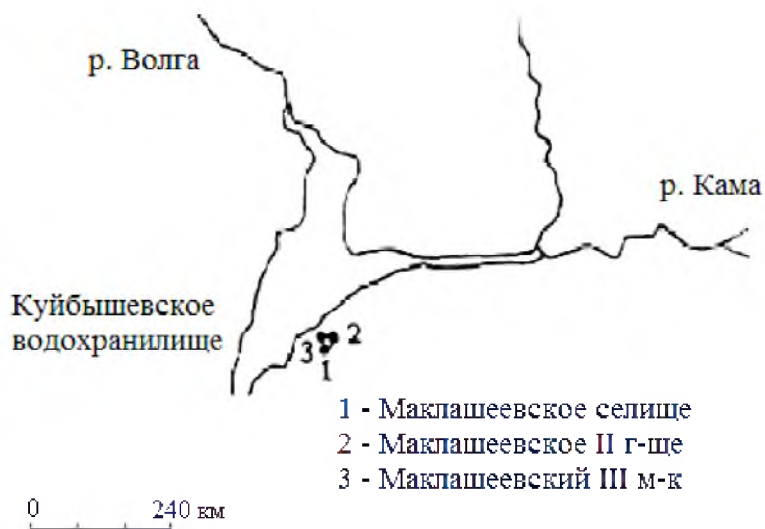 р. Волга
р. Кама
Куйбышевское
водохранилище
3
2
1
1 - Маклашеевское селище
2 - Маклашеевское II г-ще
3 - Маклашеевский III м-к
0 240 км